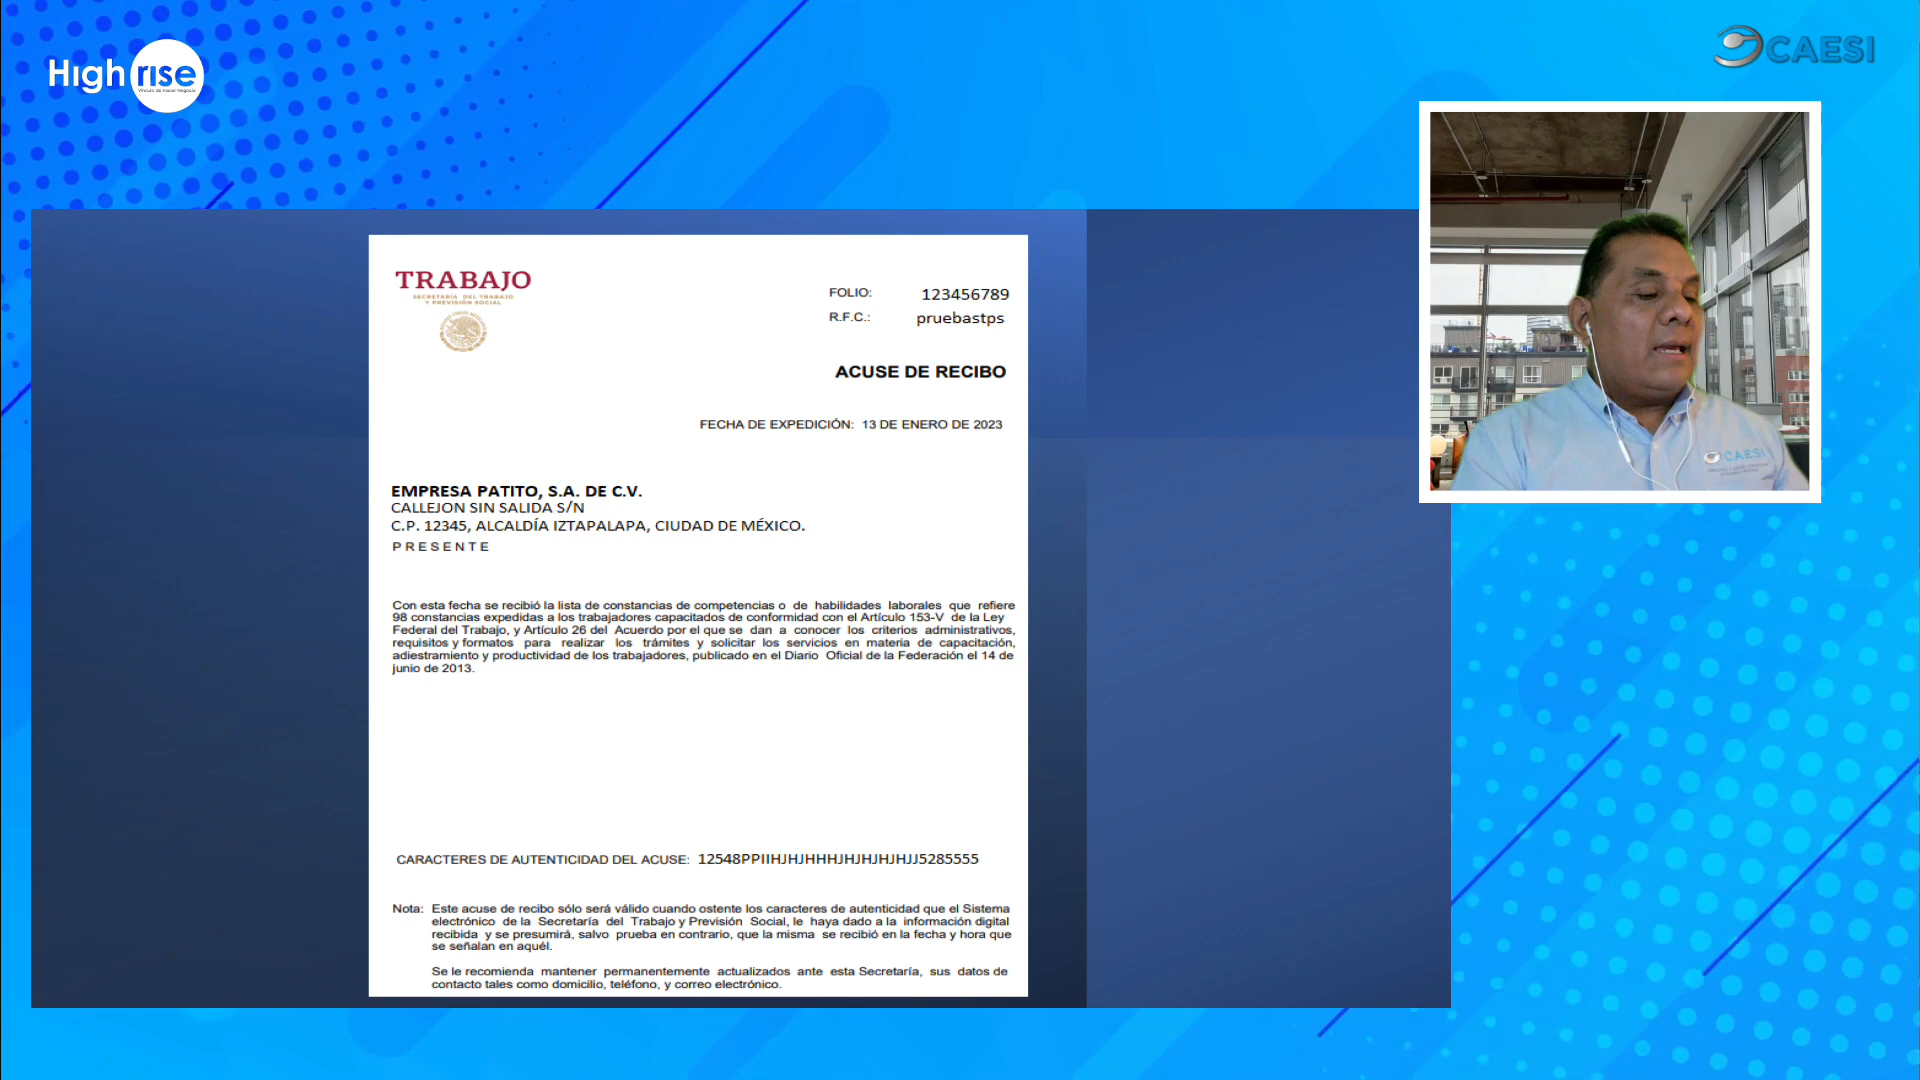 High rise
Vínculo de Social Negocio
CAESI
TRABAJO
SECRETARÍA DEL TRABAJO
Y PREVISIÓN SOCIAL
FOLIO: 123456789
R.F.C.: pruebastps
ACUSE DE RECIBO
FECHA DE EXPEDICIÓN: 13 DE ENERO DE 2023
EMPRESA PATITO, S.A. DE C.V.
CALLEJON SIN SALIDA S/N
C.P. 12345, ALCALDÍA IZTAPALAPA, CIUDAD DE MÉXICO.
P R E S E N T E
Con esta fecha se recibió la lista de constancias de competencias o de habilidades laborales que refiere
98 constancias expedidas a los trabajadores capacitados de conformidad con el Artículo 153-V de la Ley
Federal del Trabajo, y Artículo 26 del Acuerdo por el que se dan a conocer los criterios administrativos,
requisitos y formatos para realizar los trámites y solicitar los servicios en materia de capacitación,
adiestramiento y productividad de los trabajadores, publicado en el Diario Oficial de la Federación el 14 de
junio de 2013.
CARACTERES DE AUTENTICIDAD DEL ACUSE: 12548PPIIHJHJHHHJHJHJHJHJJ5285555
Nota: Este acuse de recibo sólo será válido cuando ostente los caracteres de autenticidad que el Sistema
electrónico de la Secretaría del Trabajo y Previsión Social, le haya dado a la información digital
recibida y se presumirá, salvo prueba en contrario, que la misma se recibió en la fecha y hora que
se señalan en aquél.
Se le recomienda mantener permanentemente actualizados ante esta Secretaría, sus datos de
contacto tales como domicilio, teléfono, y correo electrónico.
CAESI